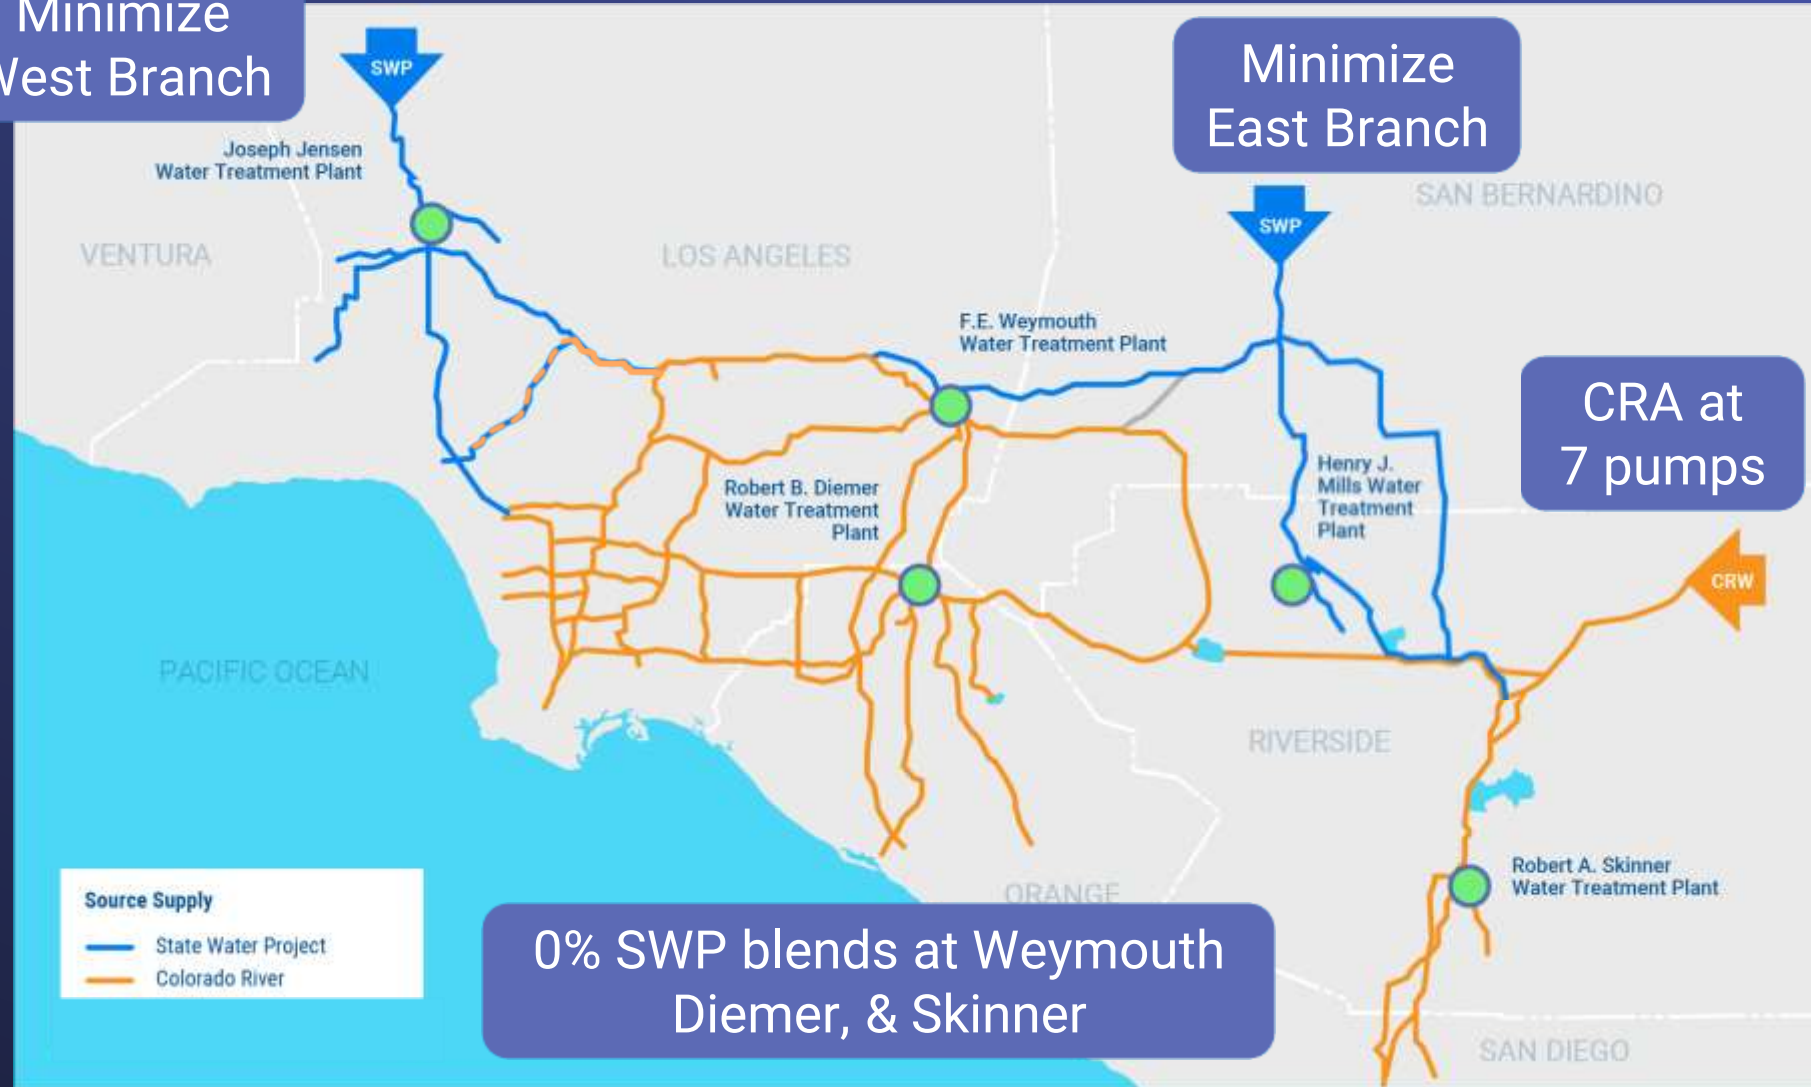 Minimize
West Branch
SWP
Minimize
East Branch
Joseph Jensen
Water Treatment Plant
SAN BERNARDINO
SWP
VENTURA
LOS ANGELES
F.E. Weymouth
Water Treatment Plant
CRA at
7 pumps
Henry J.
Mills Water
Treatment
Plant
Robert B. Diemer
Water Treatment
Plant
CRW
PACIFIC OCEAN
RIVERSIDE
Robert A. Skinner
Water Treatment Plant
ORANGE
Source Supply
State Water Project
Colorado River
0% SWP blends at Weymouth
Diemer, & Skinner
SAN DIEGO